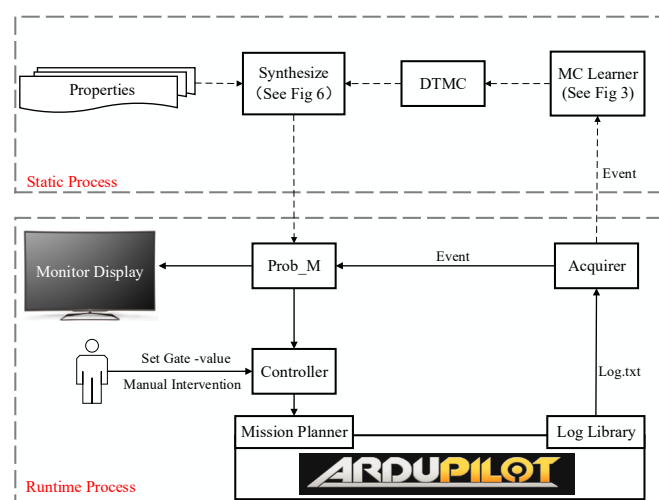 Properties
Synthesize
（See Fig 6）
DTMC
MC Learner
(See Fig 3)
Static Process
Event
Monitor Display
Prob_M
Event
Acquirer
Set Gate -value
Manual Intervention
Controller
Log.txt
Mission Planner
Log Library
ARDUPILOT
Runtime Process